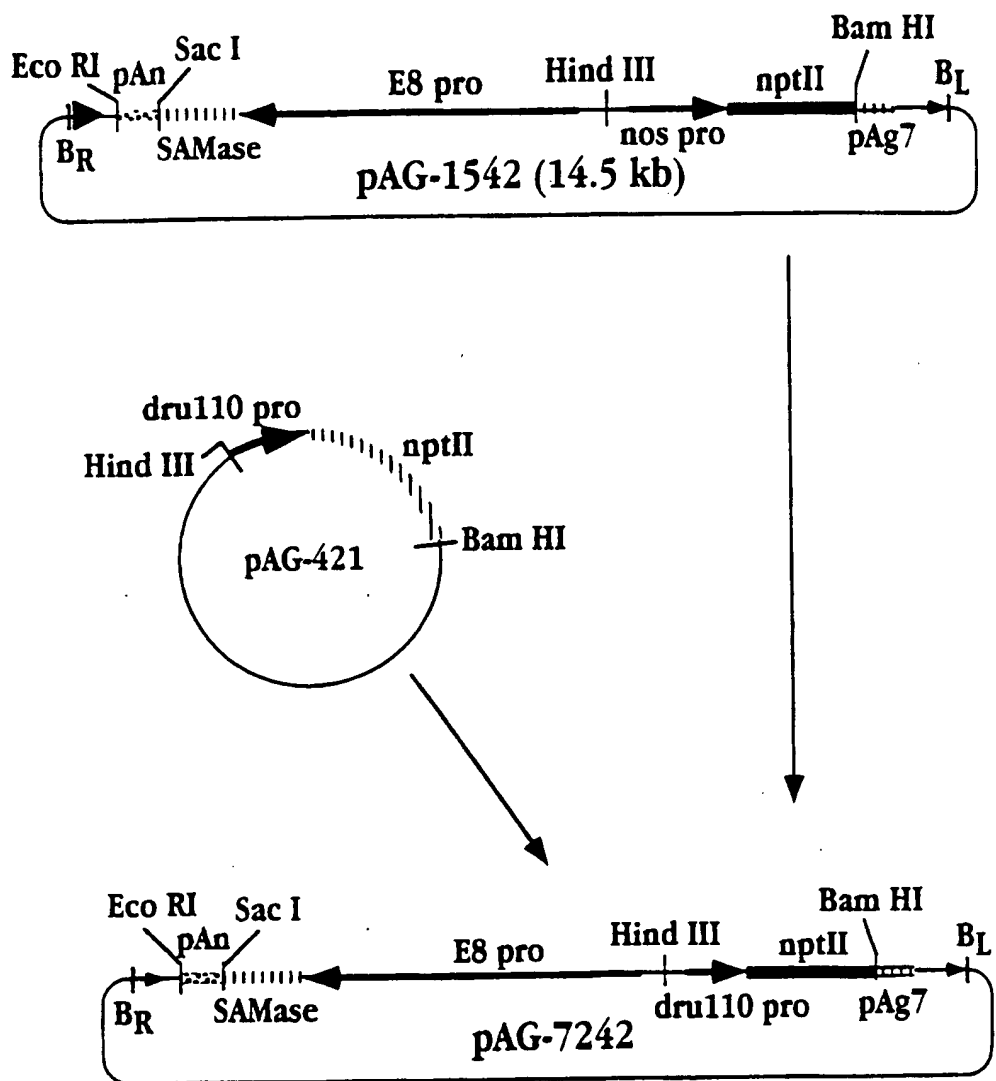 Eco RI pAn Sac I E8 pro Hind III nptII Bam HI BL
BR SAMase nos pro pAg7
pAG-1542 (14.5 kb)
dru110 pro
Hind III nptII
pAG-421 Bam HI
Eco RI pAn Sac I E8 pro Hind III nptII Bam HI BL
BR SAMase dru110 pro pAg7
pAG-7242